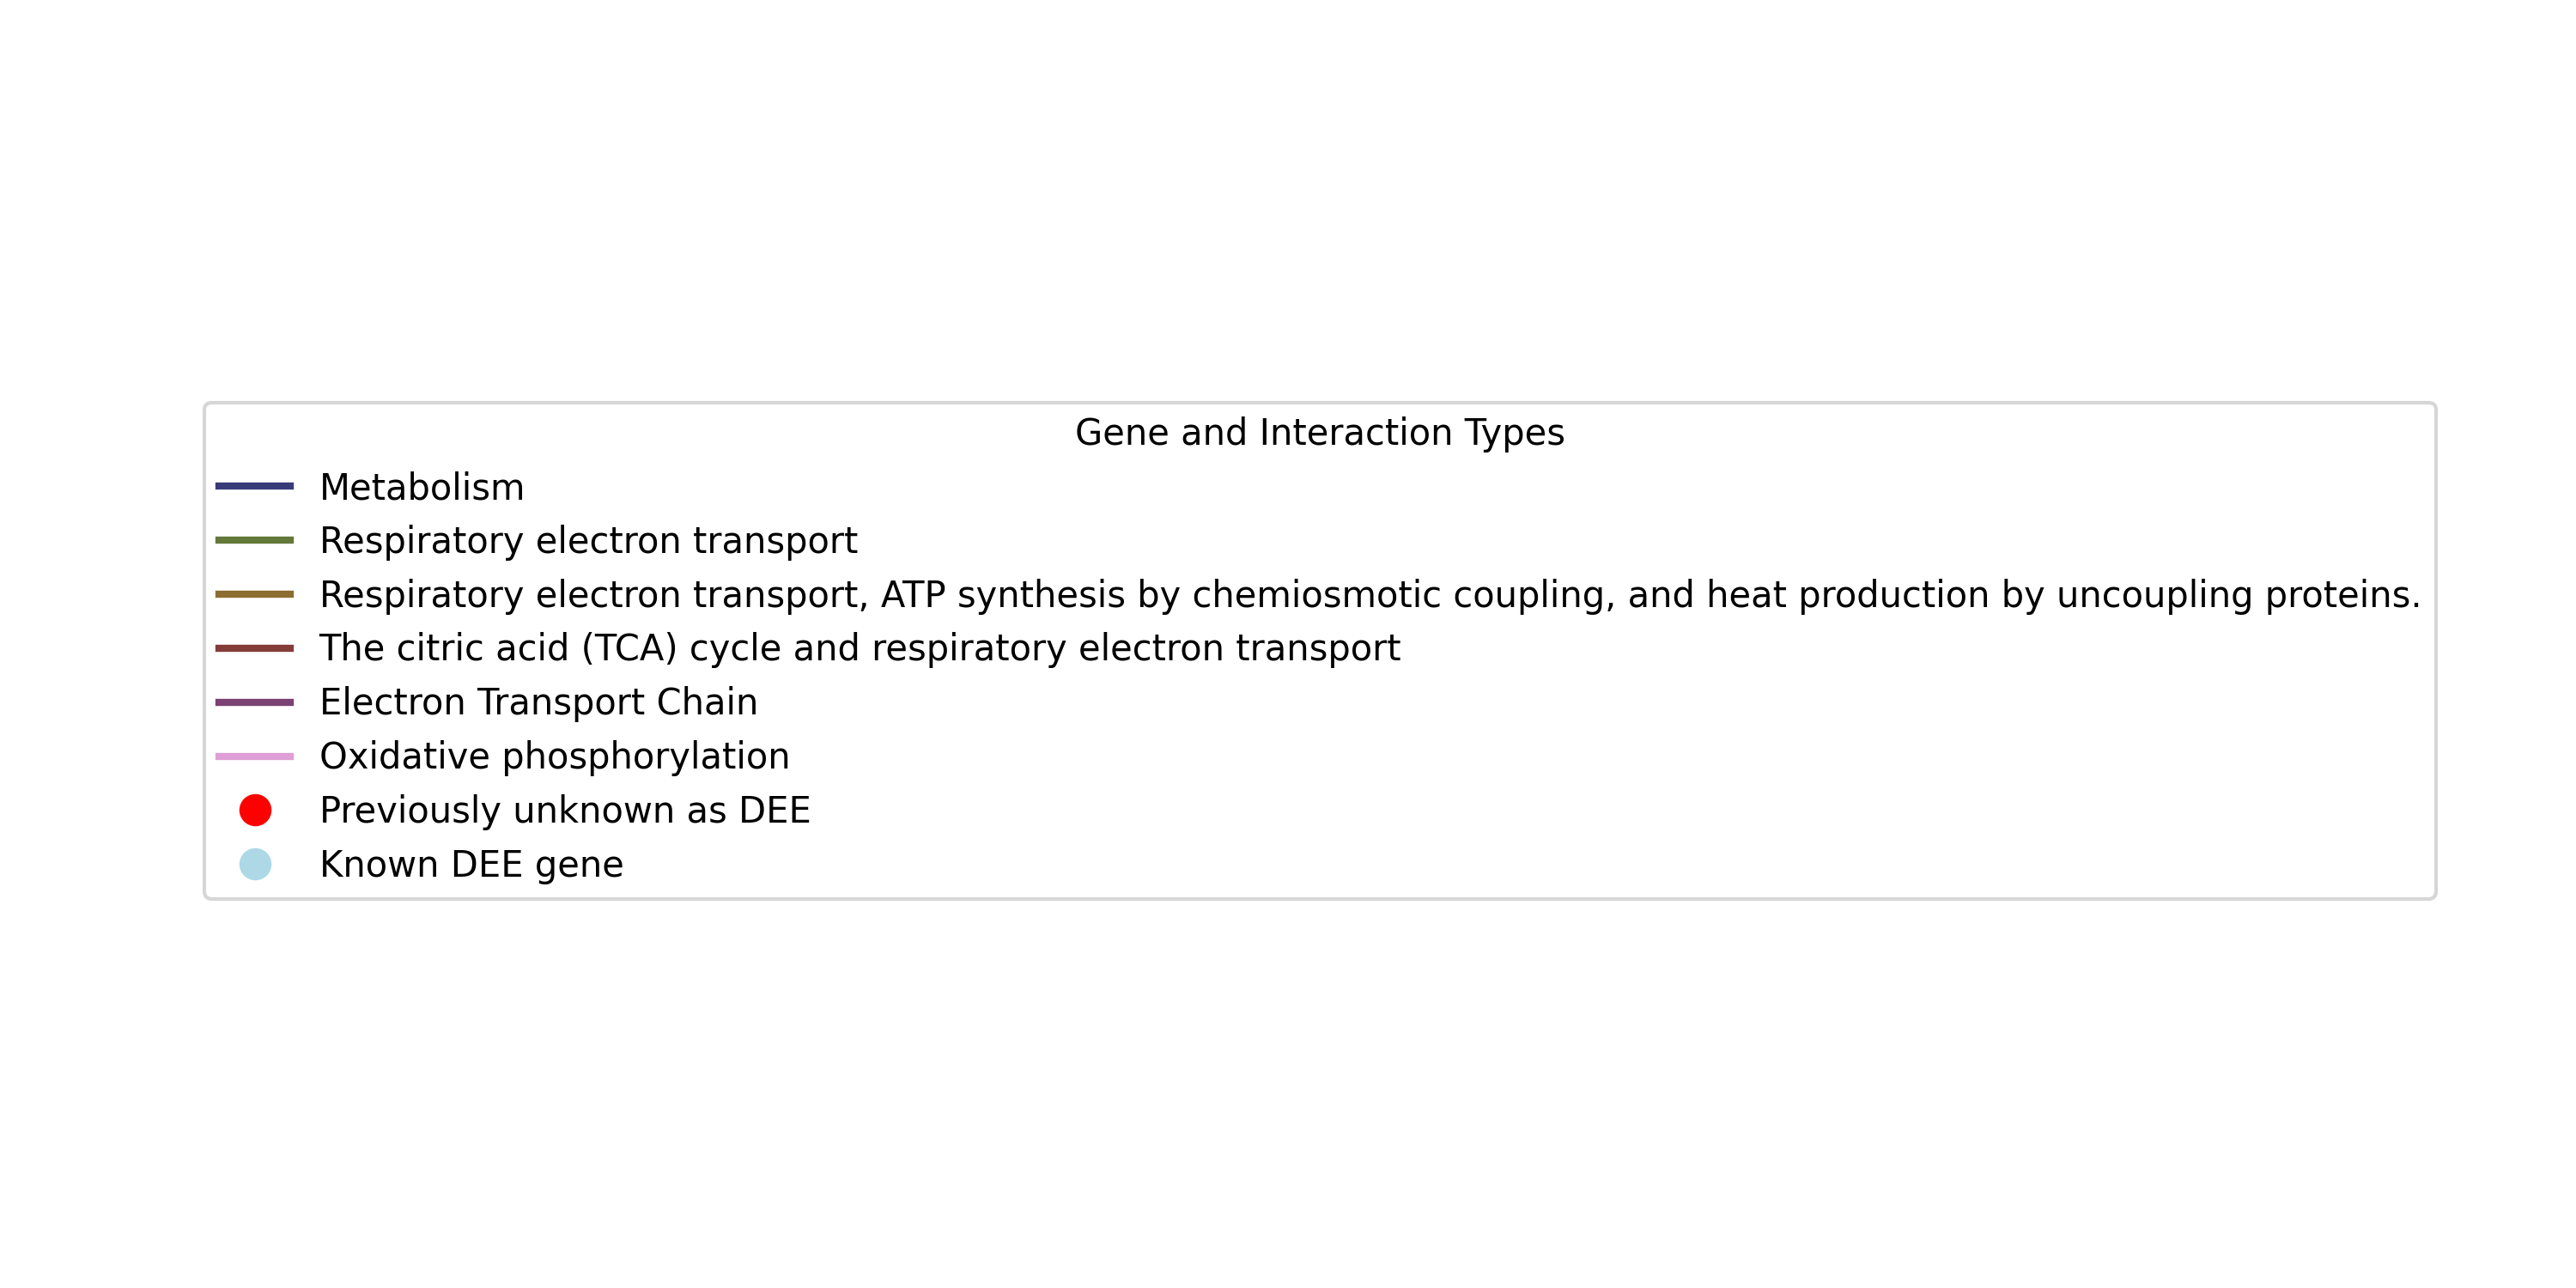 Gene and Interaction Types
Metabolism
Respiratory electron transport
Respiratory electron transport, ATP synthesis by chemiosmotic coupling, and heat production by uncoupling proteins.
The citric acid (TCA) cycle and respiratory electron transport
Electron Transport Chain
Oxidative phosphorylation
Previously unknown as DEE
Known DEE gene